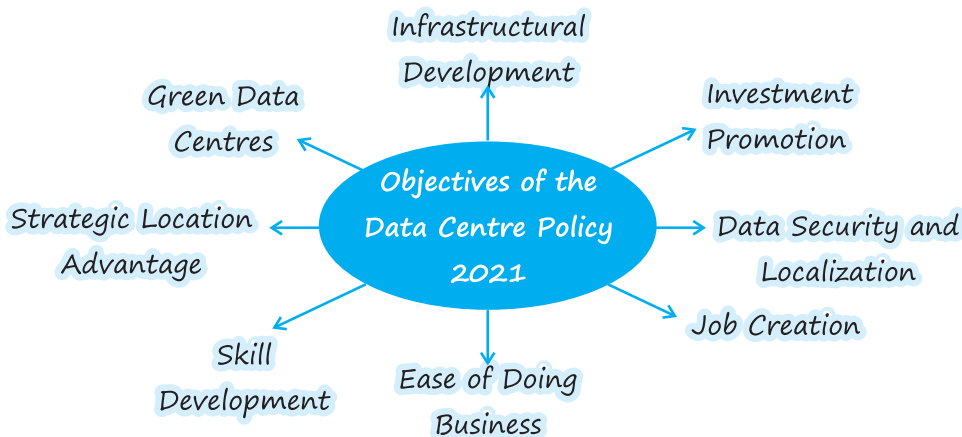 Infrastructural
Development
Green Data
Centres
Investment
Promotion
Objectives of the
Data Centre Policy
2021
Strategic Location
Advantage
Data Security and
Localization
Job Creation
Skill
Development
Ease of Doing
Business